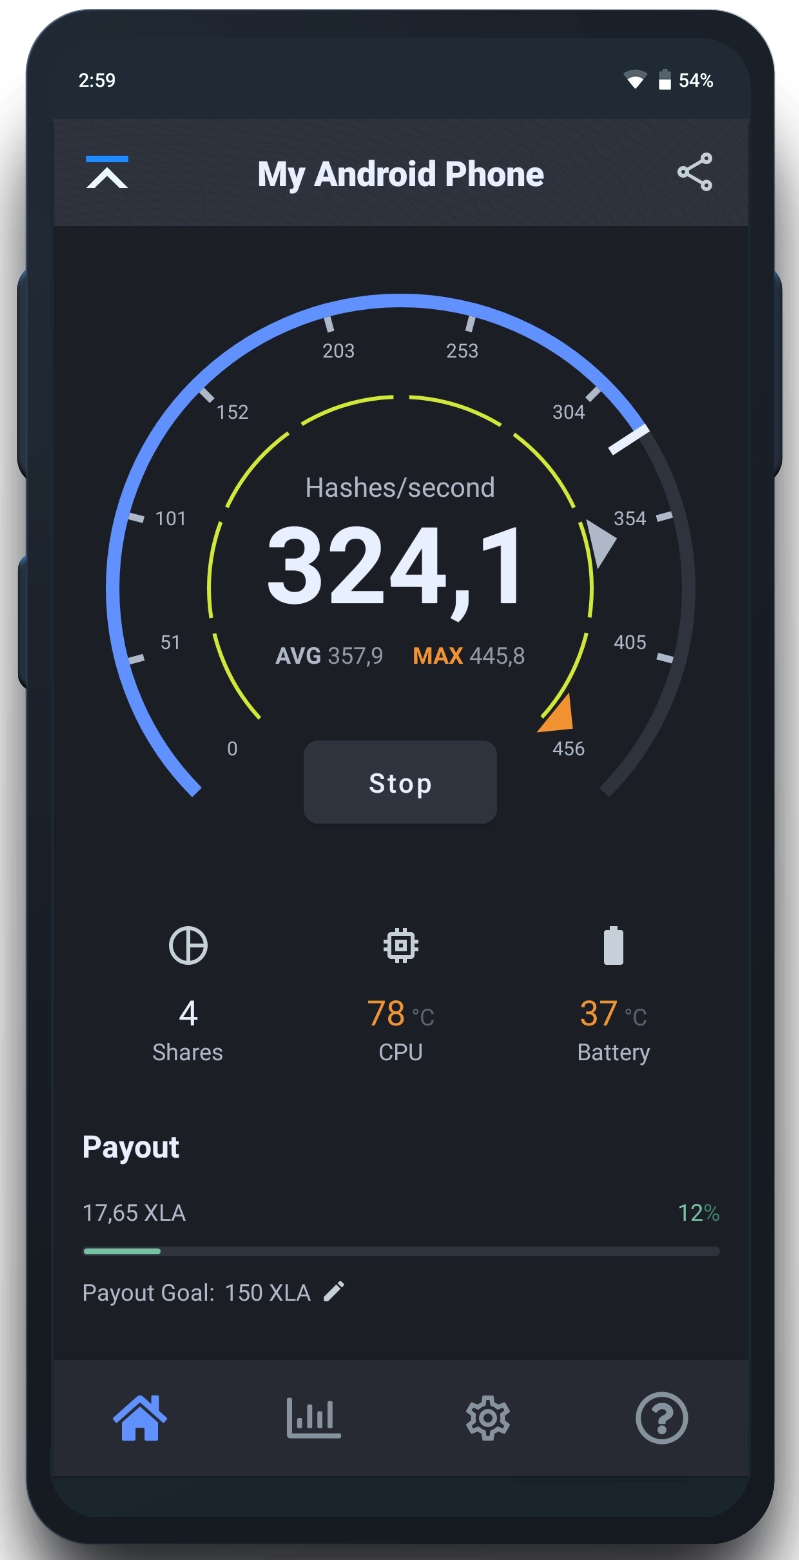 2:59 54%
My Android Phone
203 253
152 304
Hashes/second
101 354
324,1
51 405
AVG 357,9 MAX 445,8
0 456
Stop
4 78 °C 37 °C
Shares CPU Battery
Payout
17,65 XLA 12%
Payout Goal: 150 XLA